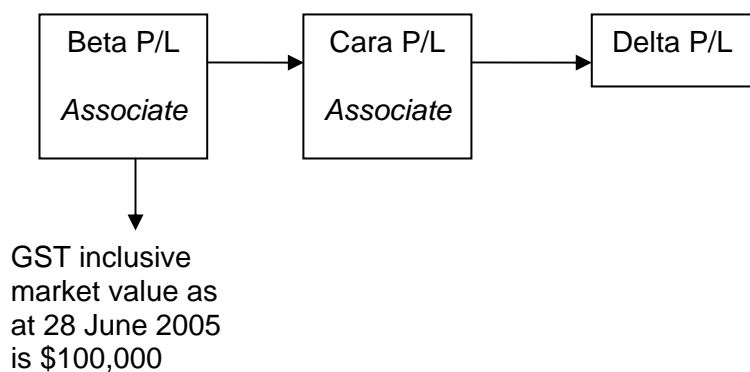 Beta P/L
Associate
Cara P/L
Associate
Delta P/L
GST inclusive
market value as
at 28 June 2005
is $100,000